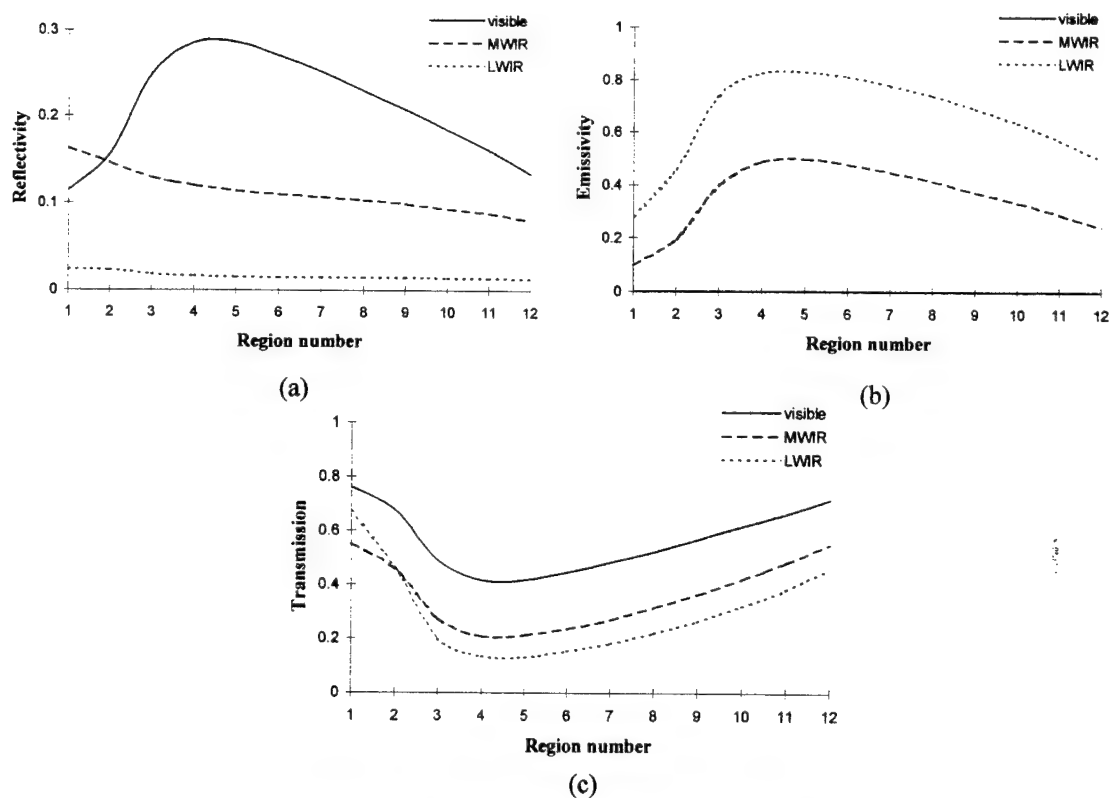 visible
MWIR
LWIR
0.3
0.2
0.1
0
Reflectivity
1 2 3 4 5 6 7 8 9 10 11 12
Region number
(a)
visible
MWIR
LWIR
1
0.8
0.6
0.4
0.2
0
Emissivity
1 2 3 4 5 6 7 8 9 10 11 12
Region number
(b)
visible
MWIR
LWIR
1
0.8
0.6
0.4
0.2
0
Transmission
1 2 3 4 5 6 7 8 9 10 11 12
Region number
(c)